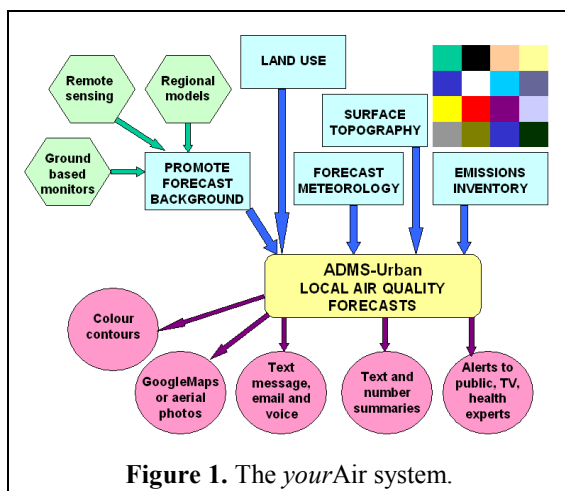 Remote
sensing
Regional
models
LAND USE
Ground
based
monitors
PROMOTE
FORECAST
BACKGROUND
SURFACE
TOPOGRAPHY
FORECAST
METEOROLOGY
EMISSIONS
INVENTORY
ADMS-Urban
LOCAL AIR QUALITY
FORECASTS
Colour
contours
GoogleMaps
or aerial
photos
Text
message,
email and
voice
Text and
number
summaries
Alerts to
public, TV,
health
experts
Figure 1. The yourAir system.